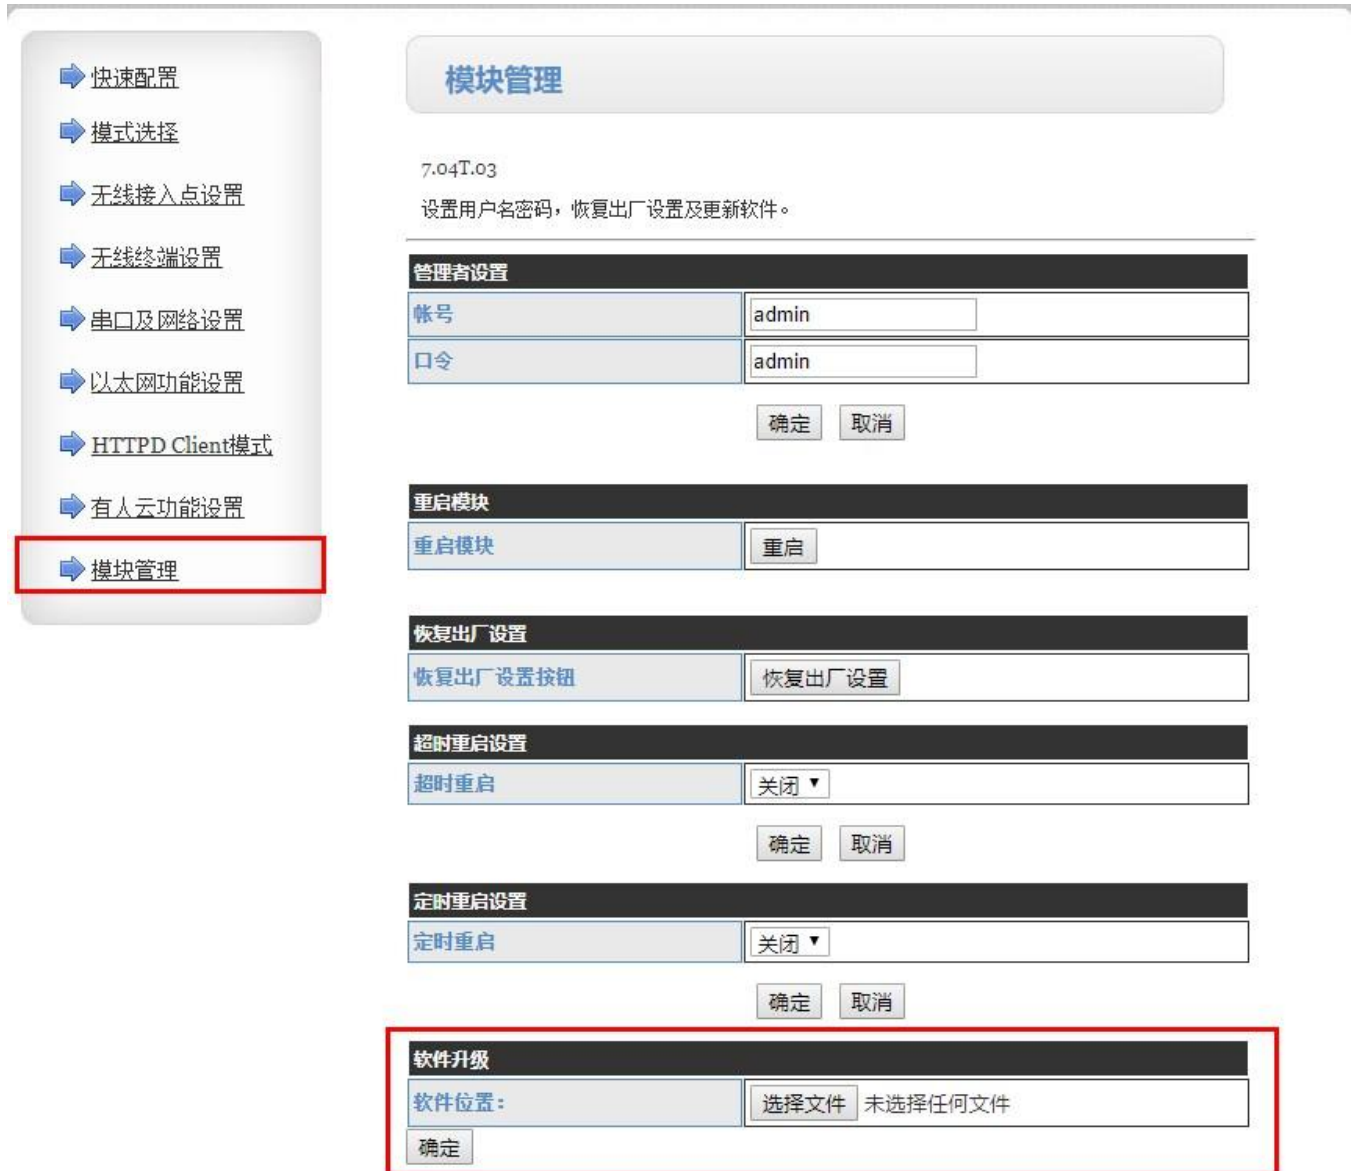 快速配置
模式选择
无线接入点设置
无线终端设置
串口及网络设置
以太网功能设置
HTTPD Client模式
有人云功能设置
模块管理
模块管理
7.04T.03
设置用户名密码，恢复出厂设置及更新软件。
管理者设置
帐号 admin
口令 admin
确定 取消
重启模块
重启模块 重启
恢复出厂设置
恢复出厂设置按钮 恢复出厂设置
超时重启设置
超时重启 关闭
确定 取消
定时重启设置
定时重启 关闭
确定 取消
软件升级
软件位置： 选择文件 未选择任何文件
确定